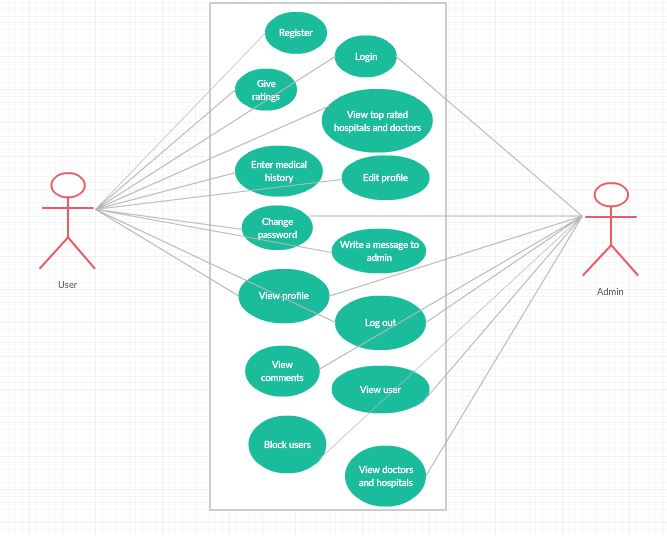 Register
Login
Give
ratings
View top rated
hospitals and doctors
Enter medical
history
Edit profile
Change
password
Write a message to
admin
User
Admin
View profile
Log out
View
comments
View user
Block users
View doctors
and hospitals